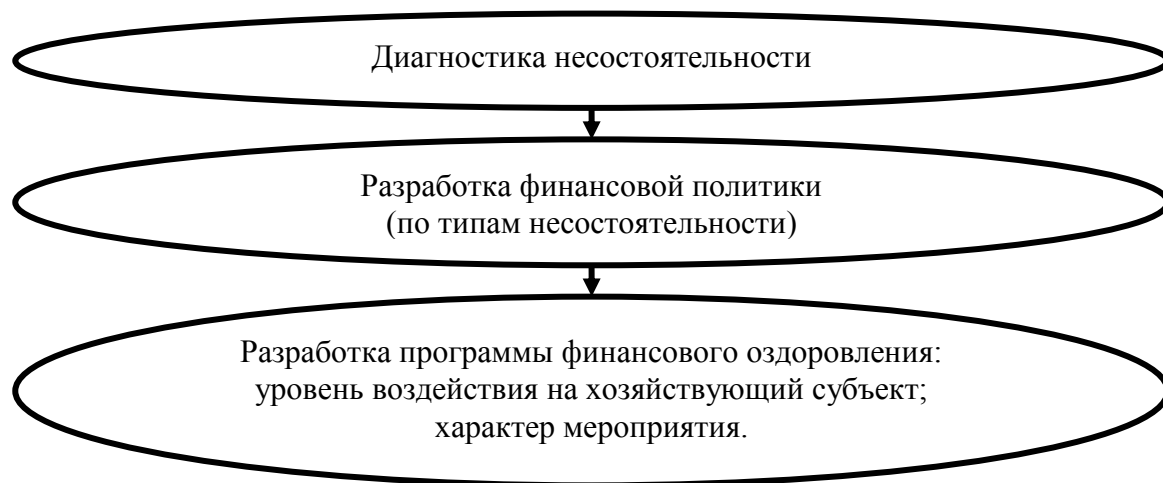 Диагностика несостоятельности
Разработка финансовой политики
(по типам несостоятельности)
Разработка программы финансового оздоровления:
уровень воздействия на хозяйствующий субъект;
характер мероприятия.